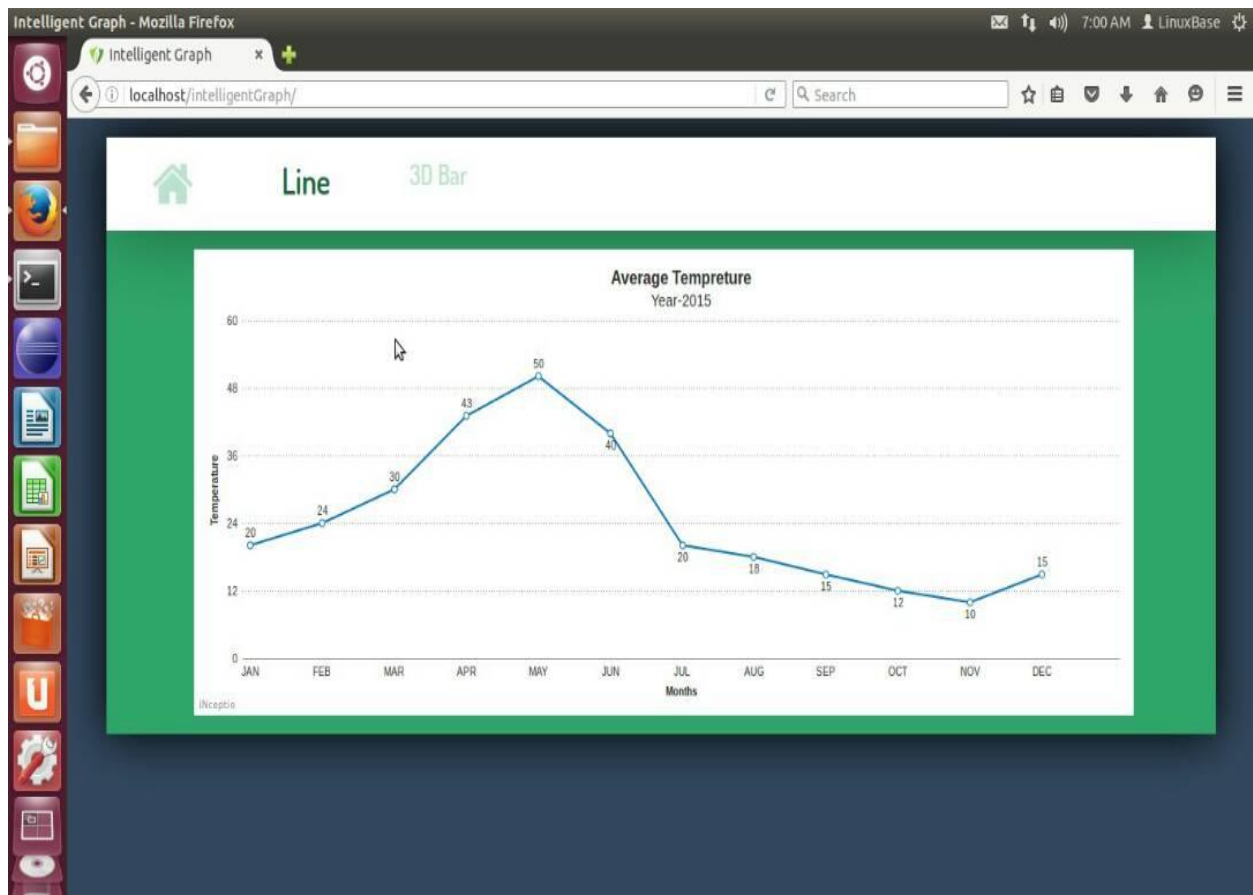 Intelligent Graph - Mozilla Firefox 7:00 AM LinuxBase
Intelligent Graph
localhost/intelligentGraph/ Search
Line 3D Bar
Average Tempreture
Year-2015
60
48
36
24
12
0
Temperature
20 24 30 43 50 40 20 18 15 12 10 15
JAN FEB MAR APR MAY JUN JUL AUG SEP OCT NOV DEC
Months
iNceptio